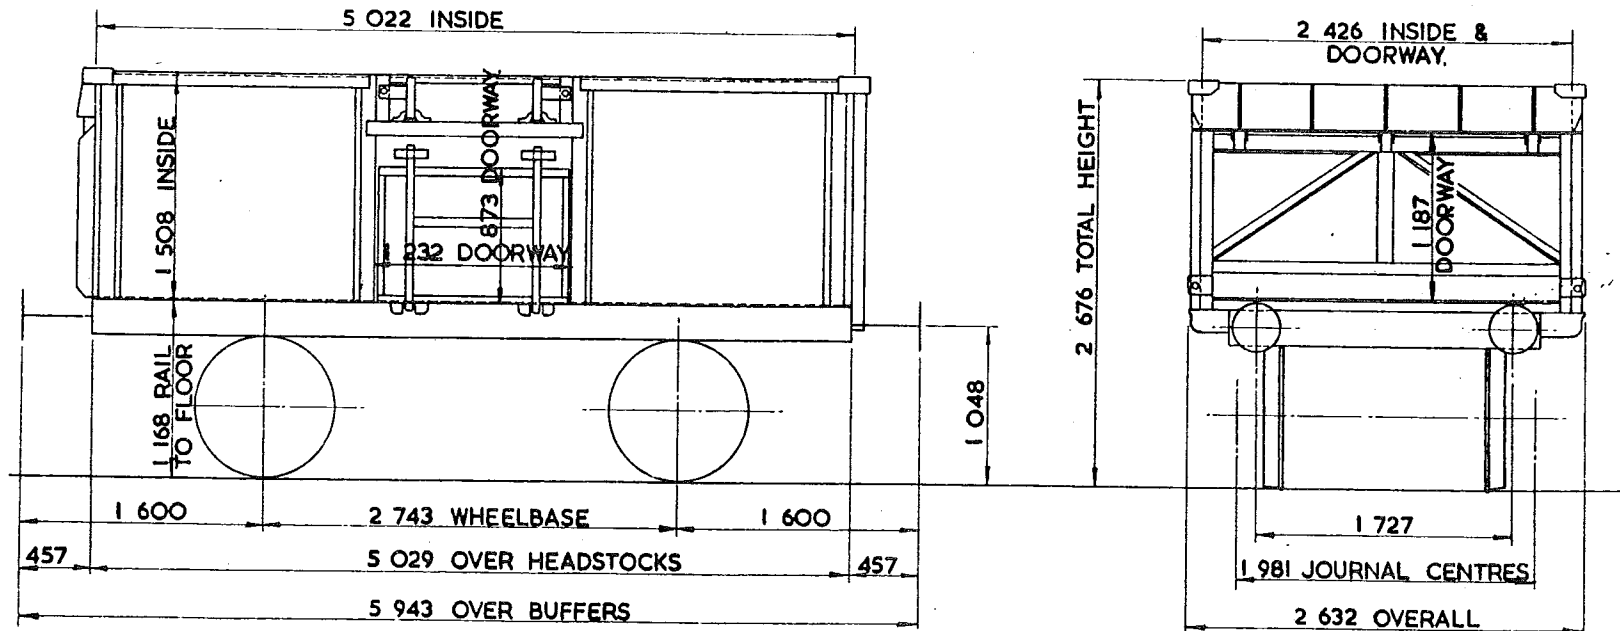 5 022 INSIDE
2 426 INSIDE &
DOORWAY.
1 508 INSIDE
873 DOORWAY
1 232 DOORWAY
2 676 TOTAL HEIGHT
1 187
DOORWAY
1 168 RAIL
TO FLOOR
1 048
1 600
2 743 WHEELBASE
1 600
1 727
457
5 029 OVER HEADSTOCKS
457
1 981 JOURNAL CENTRES
5 943 OVER BUFFERS
2 632 OVERALL